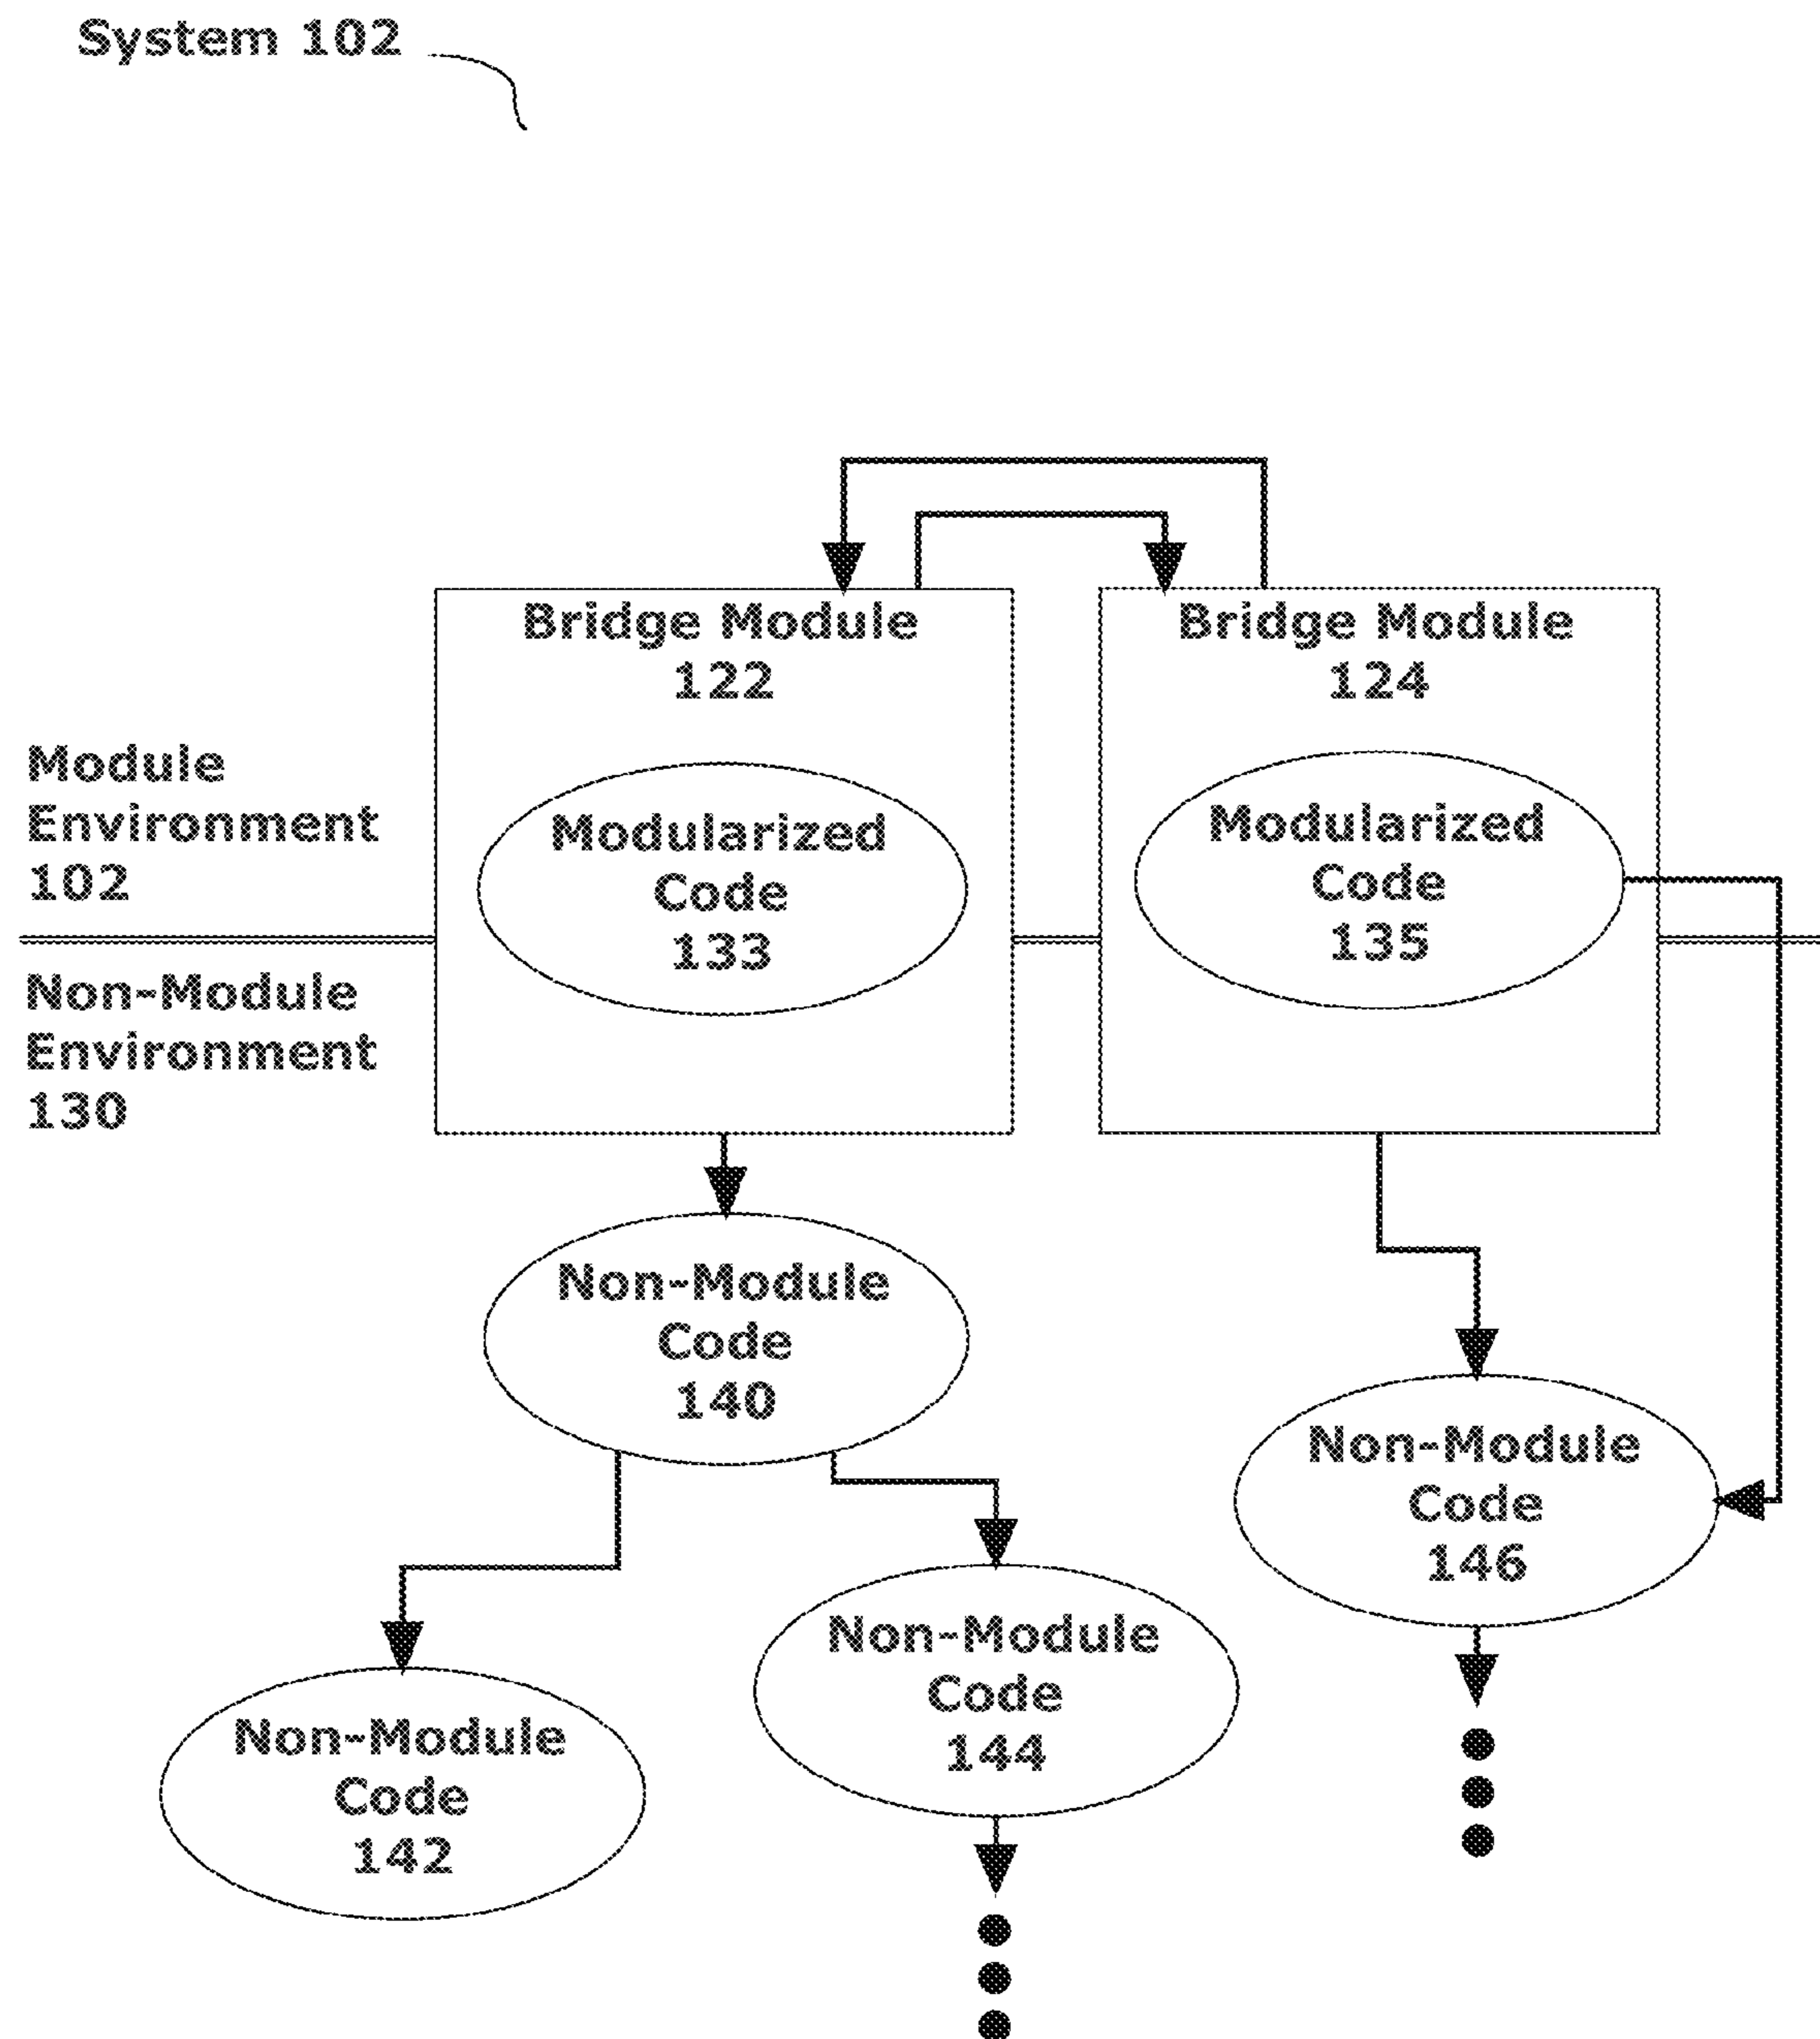 System 102
Bridge Module
122
Bridge Module
124
Module
Environment
102
Modularized
Code
133
Modularized
Code
135
Non-Module
Environment
130
Non-Module
Code
140
Non-Module
Code
146
Non-Module
Code
144
Non-Module
Code
142